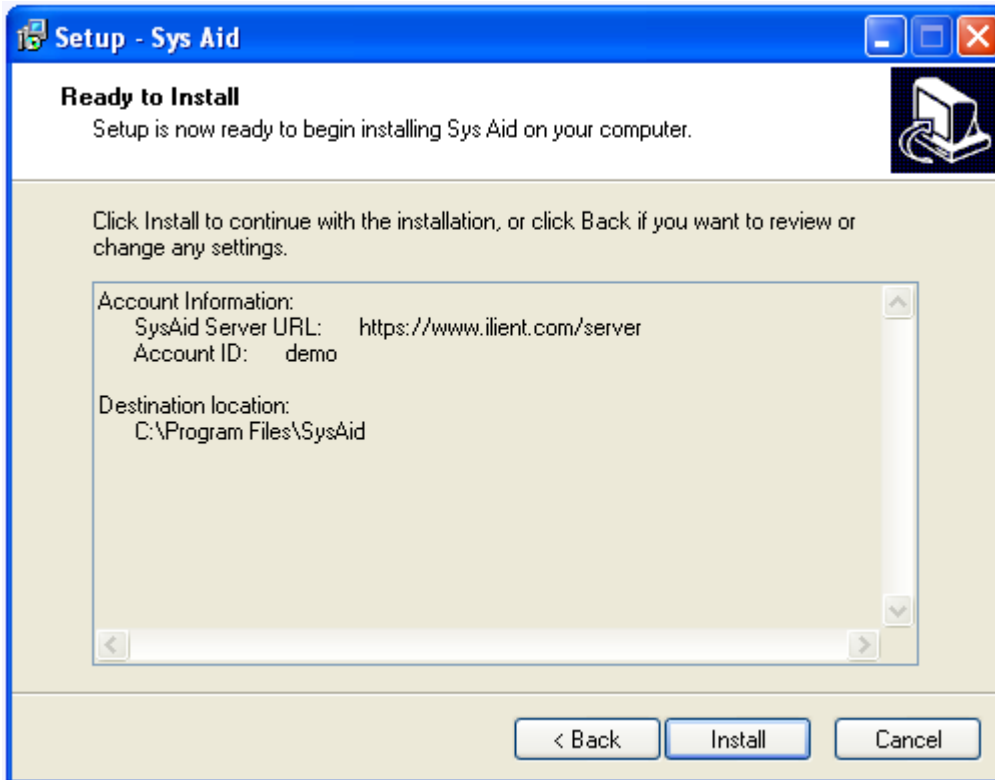 Setup - Sys Aid
Ready to Install
Setup is now ready to begin installing Sys Aid on your computer.
Click Install to continue with the installation, or click Back if you want to review or
change any settings.
Account Information:
SysAid Server URL: https://www.ilient.com/server
Account ID: demo
Destination location:
C:\Program Files\SysAid
< Back Install Cancel